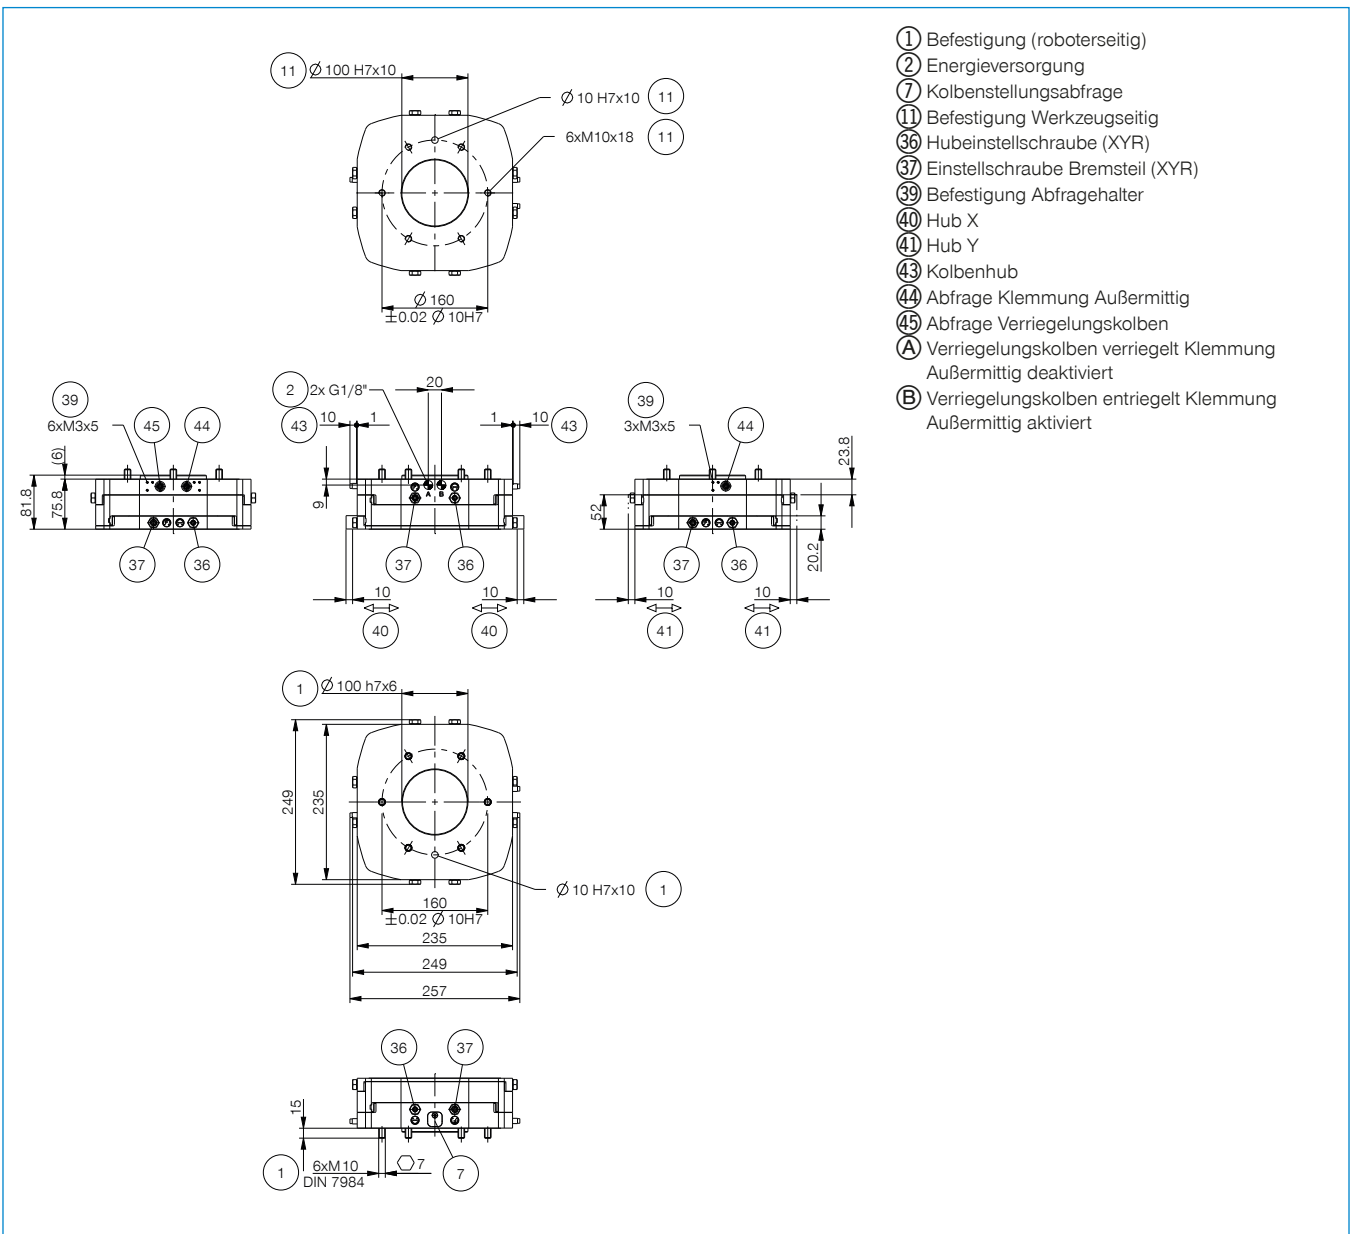 11 Ø 100 H7x10
Ø 10 H7x10 11
6xM10x18 11
Ø 160
±0.02 Ø 10H7
1 Befestigung (roboterseitig)
2 Energieversorgung
7 Kolbenstellungsabfrage
11 Befestigung Werkzeugseitig
36 Hubeinstellschraube (XYR)
37 Einstellschraube Bremsteil (XYR)
39 Befestigung Abfragehalter
40 Hub X
41 Hub Y
43 Kolbenhub
44 Abfrage Klemmung Außermittig
45 Abfrage Verriegelungskolben
A Verriegelungskolben verriegelt Klemmung
Außermittig deaktiviert
B Verriegelungskolben entriegelt Klemmung
Außermittig aktiviert
39
6xM3x5 45 44
(6)
81.8
75.8
37 36
2 2x G1/8" 20
43 10 1
1 10 43
9
A B
37 36
10 10
40 40
39
3xM3x5 44
23.8
52
20.2
37 36
10 10
41 41
1 Ø 100 h7x6
249
235
Ø 10 H7x10 1
160
±0.02 Ø 10H7
235
249
257
36 37
15
1 6xM10 7 7
DIN 7984